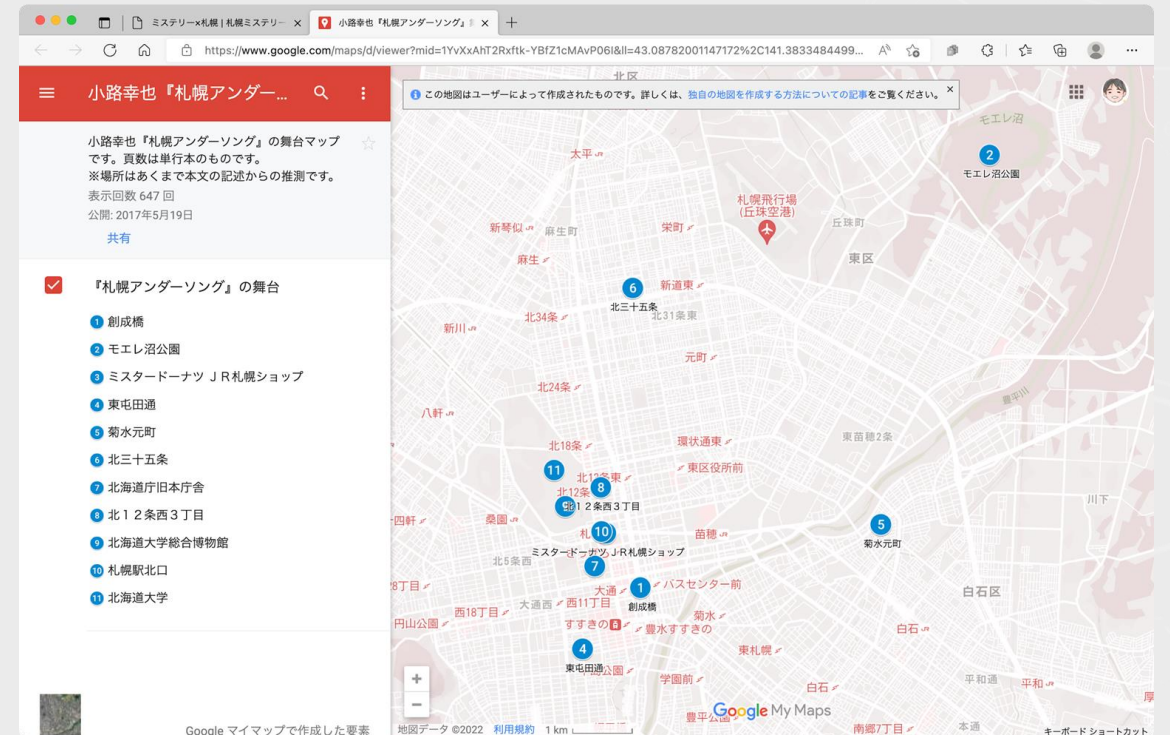 ミステリー×札幌 | 札幌ミステリー
小路幸也『札幌アンダーソング』
https://www.google.com/maps/d/viewer?mid=1YvXxAhT2Rxftk-YBfZ1cMAvP06I&ll=43.08782001147172%2C141.3833484499...
小路幸也『札幌アンダー...
小路幸也『札幌アンダーソング』の舞台マップ
です。頁数は単行本のものです。
※場所はあくまで本文の記述からの推測です。
表示回数 647 回
公開: 2017年5月19日
共有
『札幌アンダーソング』の舞台
1 創成橋
2 モエレ沼公園
3 ミスタードーナツ ＪＲ札幌ショップ
4 東屯田通
5 菊水元町
6 北三十五条
7 北海道庁旧本庁舎
8 北１２条西３丁目
9 北海道大学総合博物館
10 札幌駅北口
11 北海道大学
Google マイマップで作成した要素
北区
この地図はユーザーによって作成されたものです。詳しくは、独自の地図を作成する方法についての記事をご覧ください。 ×
モエレ沼
太平
2
モエレ沼公園
札幌飛行場
(丘珠空港)
新琴似
麻生町
栄町
丘珠町
麻生
東区
6
新道東
北三十五条
北31条東
北34条
新川
元町
北24条
豊平川
八軒
北18条
環状通東
東苗穂2条
11
北13条東
東区役所前
北12条
8
9
北１２条西３丁目
川下
桑園
10
苗穂
5
菊水元町
ミスタードーナツ ＪＲ札幌ショップ
北5条西
7
バスセンター前
大通
1
創成橋
白石区
西18丁目
大通西
西11丁目
円山公園
すすきの
豊水すすきの
菊水
白石
4
東屯田通
東札幌
学園前
白石
平和通
平和
厚
豊平公園
Google My Maps
南郷7丁目
本通
地図データ ©2022
利用規約
1 km
キーボード ショートカット